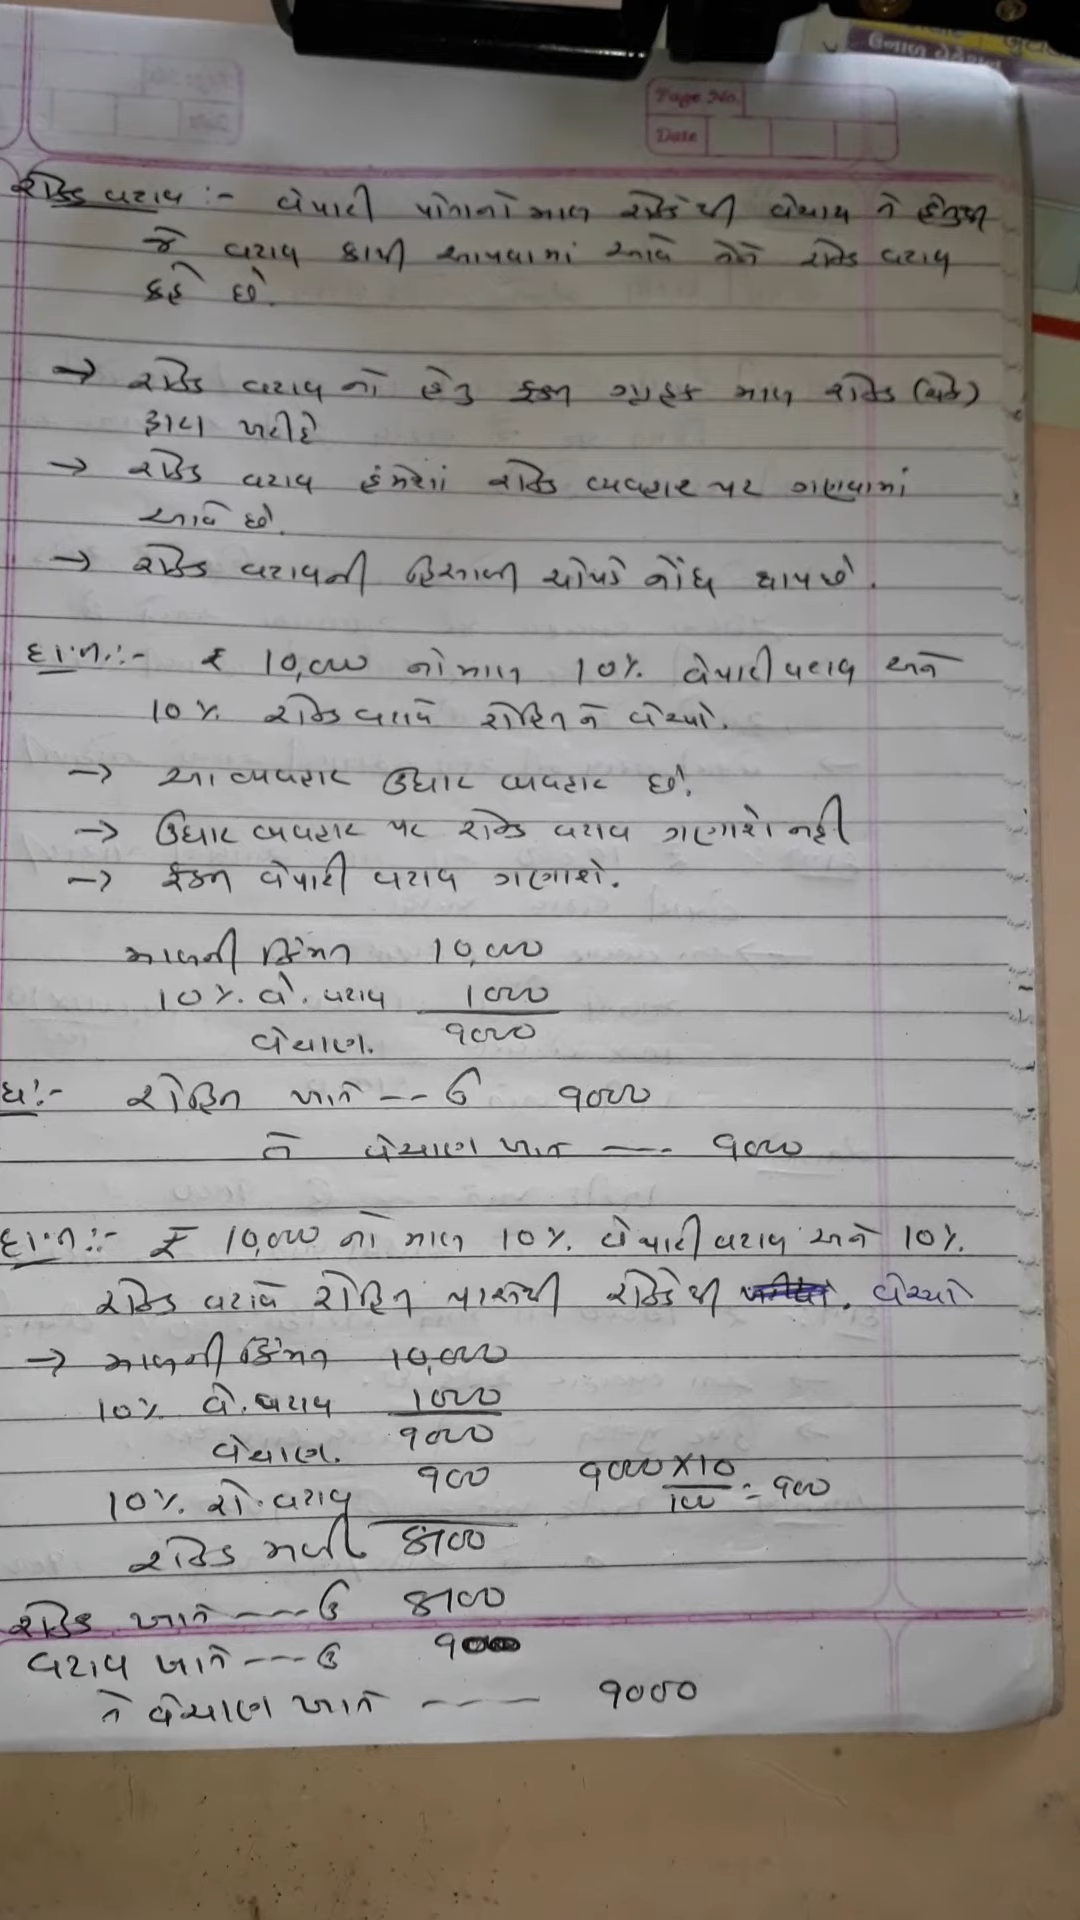 Page No.
Date
રોકડ વટાવ :- વેપારી પોતાનો માલ રોકડેથી વેચાય તે હેતુથી
જે વટાવ કાપી આપવામાં આવે તેને રોકડ વટાવ
કહે છે.
→ રોકડ વટાવ નો હેતુ ફક્ત ગ્રાહક માલ રોકડ (ચેક)
દ્વારા ખરીદે
→ રોકડ વટાવ હંમેશાં રોકડ વ્યવહાર પર ગણવામાં
આવે છે.
→ રોકડ વટાવની હિસાબી ચોપડે નોંધ થાય છે.
દા.ત.:- ₹ 10,000 નો માલ 10% વેપારી વટાવ અને
10% રોકડ વટાવે રોહિત ને વેચ્યો.
→ આ વ્યવહાર ઉધાર વ્યવહાર છે.
→ ઉધાર વ્યવહાર પર રોકડ વટાવ ગણાશે નહી
→ ફક્ત વેપારી વટાવ ગણાશે.
માલની કિંમત 10,000
10%. વે. વટાવ 1000
વેચાણ. 9000
ધ:- રોહિત ખાતે --- ઉ 9000
તે વેચાણ ખાતે --- 9000
દા.ત.:- ₹ 10,000 નો માલ 10%. વેપારી વટાવ અને 10%.
રોકડ વટાવે રોહિત પાસેથી રોકડેથી વેચ્યો
→ માલની કિંમત 10,000
10% વે. વટાવ 1000
વેચાણ. 9000
10%. રો. વટાવ 900 9000×10/100 = 900
રોકડ મળી 8100
રોકડ ખાતે ---- ઉ 8100
વટાવ ખાતે --- ઉ 900
તે વેચાણ ખાતે ---- 9000